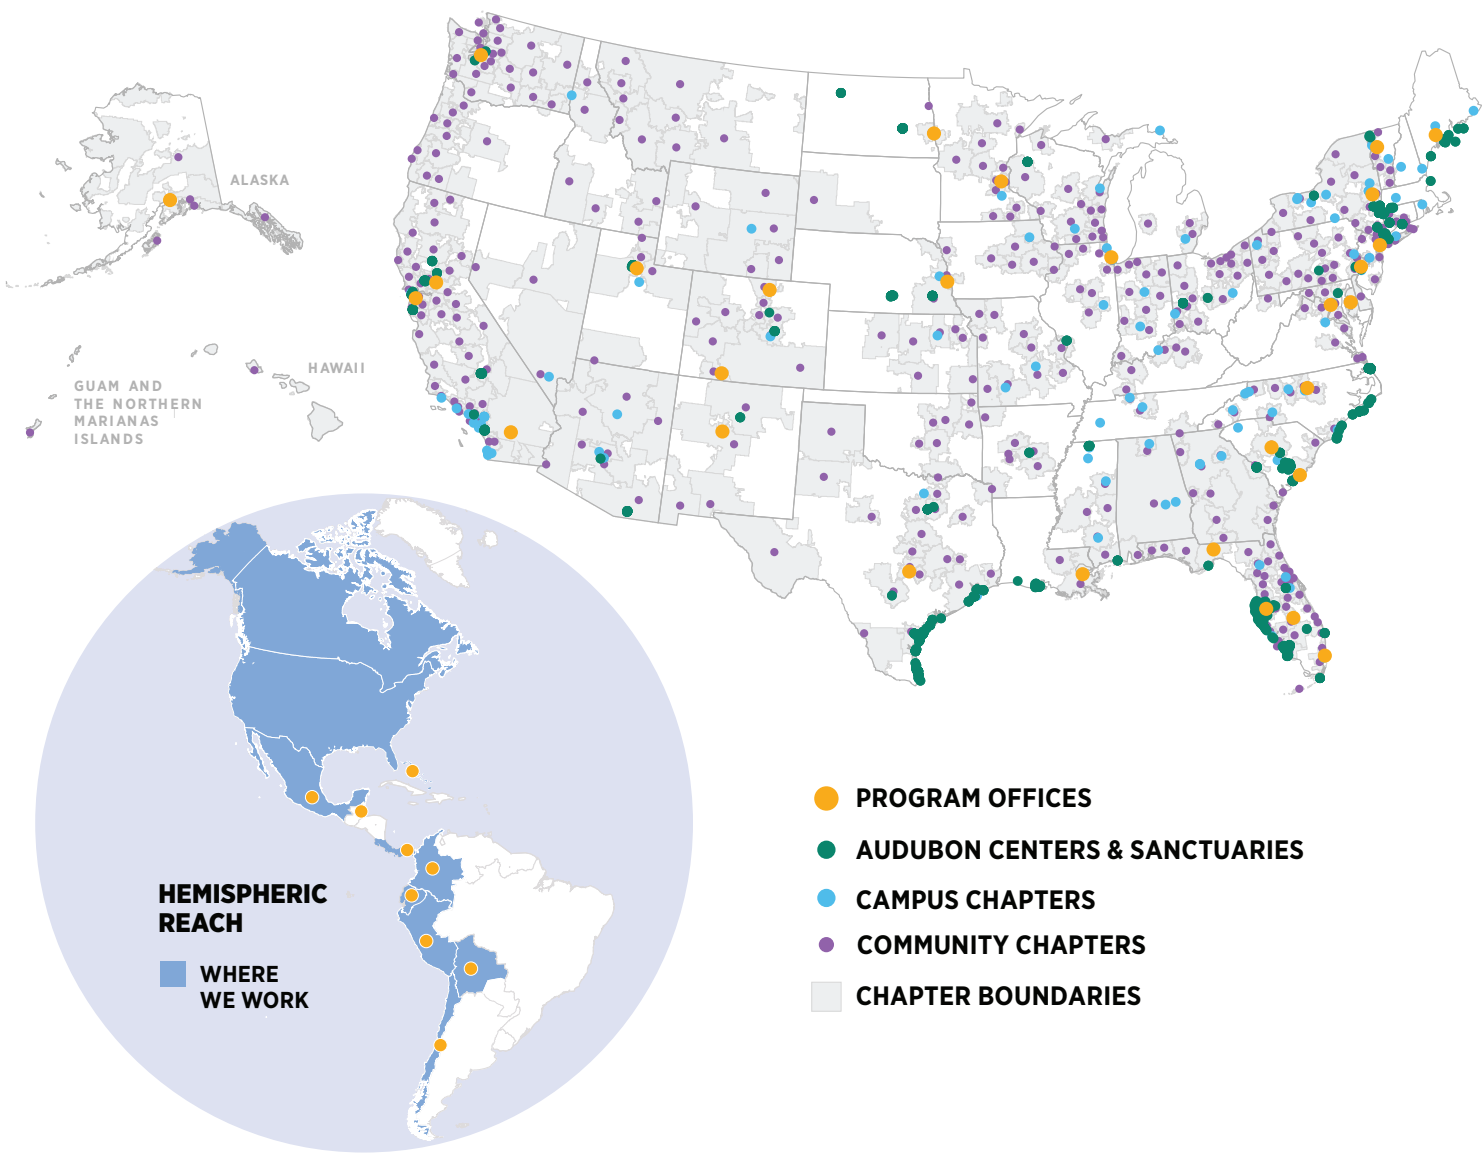 ALASKA
HAWAII
GUAM AND
THE NORTHERN
MARIANAS
ISLANDS
HEMISPHERIC
REACH
WHERE
WE WORK
PROGRAM OFFICES
AUDUBON CENTERS & SANCTUARIES
CAMPUS CHAPTERS
COMMUNITY CHAPTERS
CHAPTER BOUNDARIES